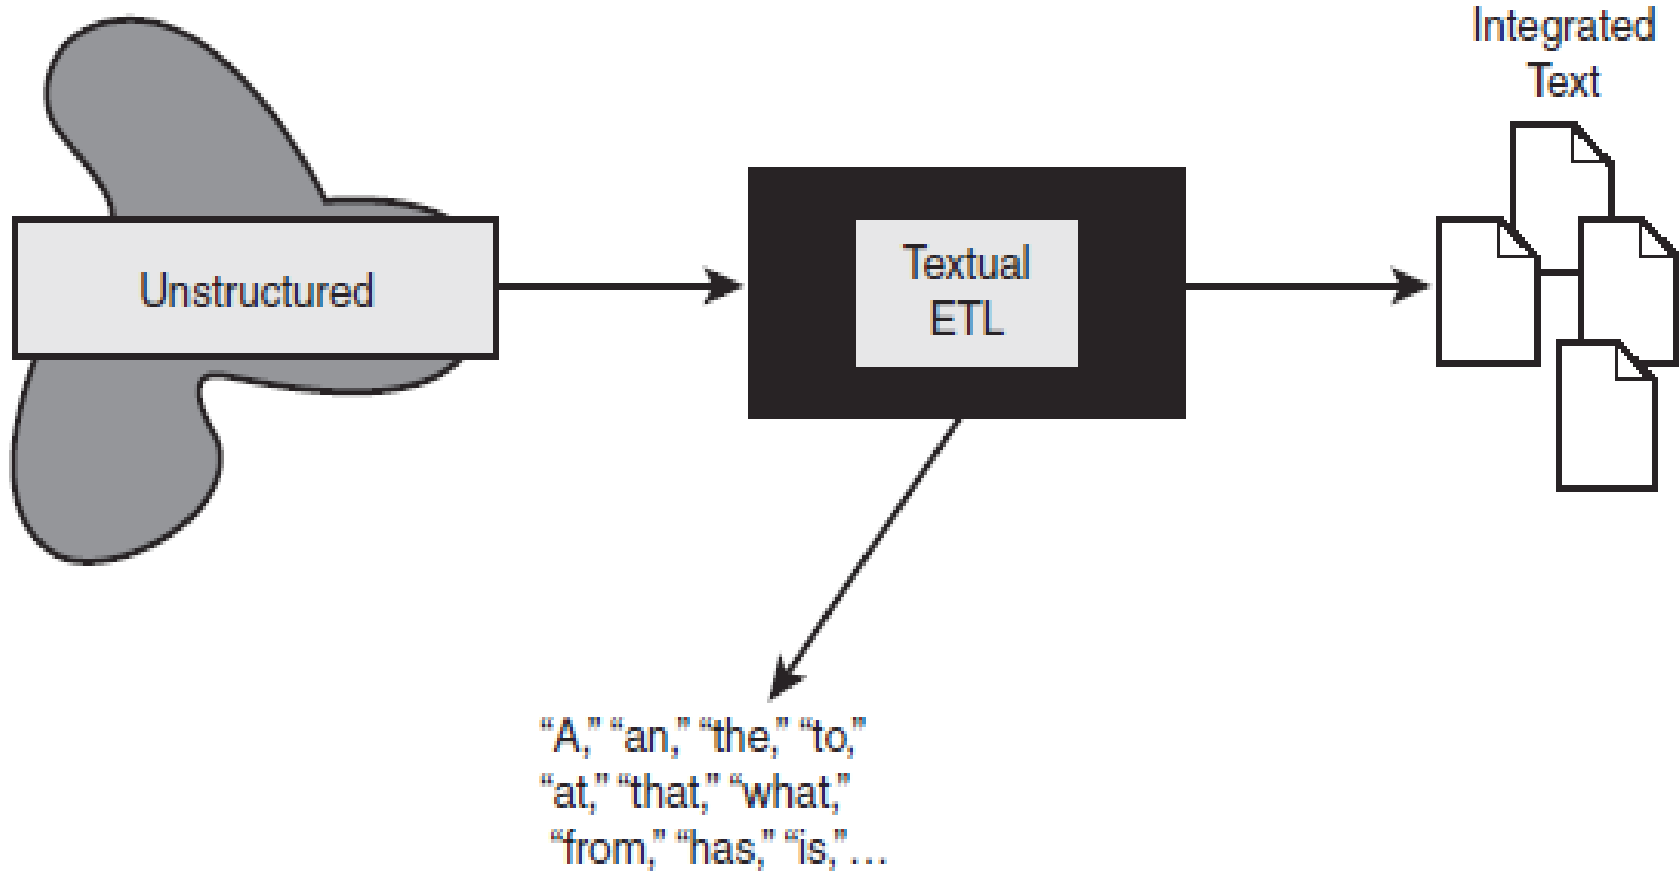 Integrated
Text
Unstructured
Textual
ETL
“A,” “an,” “the,” “to,”
“at,” “that,” “what,”
“from,” “has,” “is,”...